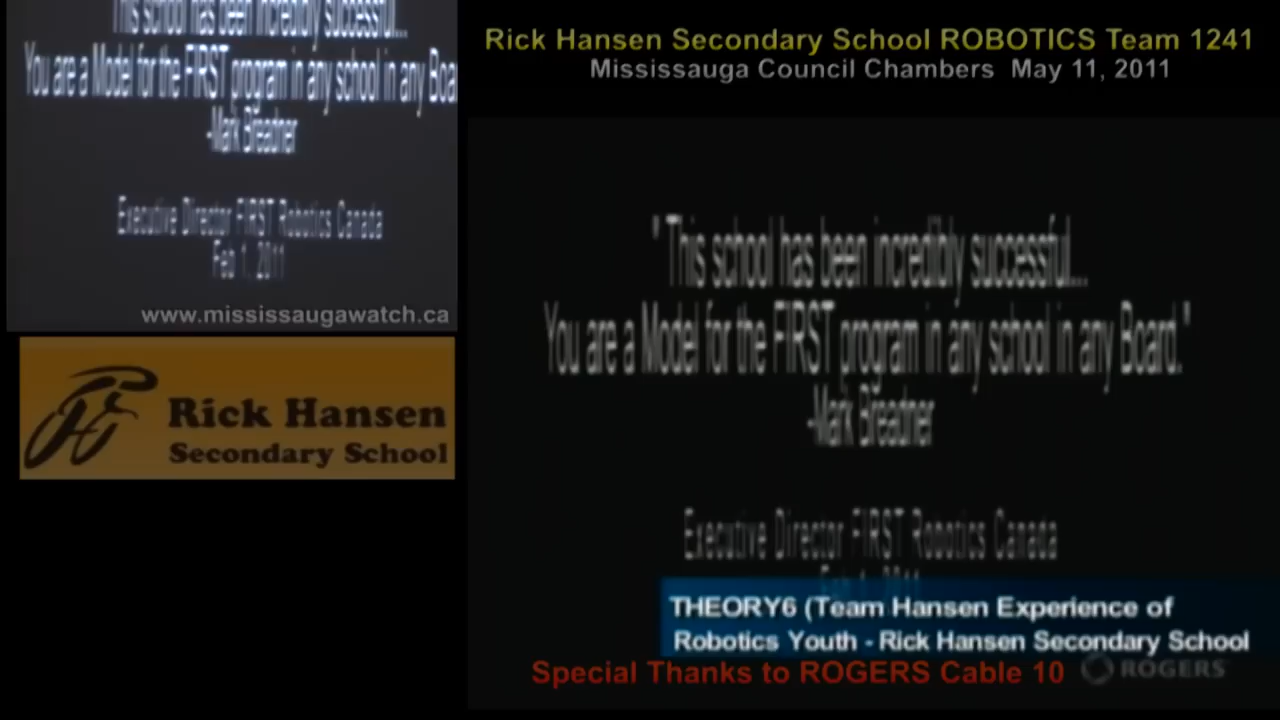 This school has been incredibly successful...
You are a Model for the FIRST program in any school in any Boa
-Mark Breadner
Executive Director FIRST Robotics Canada
Feb 1, 2011
www.mississaugawatch.ca
Rick Hansen
Secondary School
Rick Hansen Secondary School ROBOTICS Team 1241
Mississauga Council Chambers May 11, 2011
" This school has been incredibly successful...
You are a Model for the FIRST program in any school in any Board."
-Mark Breadner
Executive Director FIRST Robotics Canada
Feb 1, 2011
THEORY6 (Team Hansen Experience of
Robotics Youth - Rick Hansen Secondary School
Special Thanks to ROGERS Cable 10
ROGERS